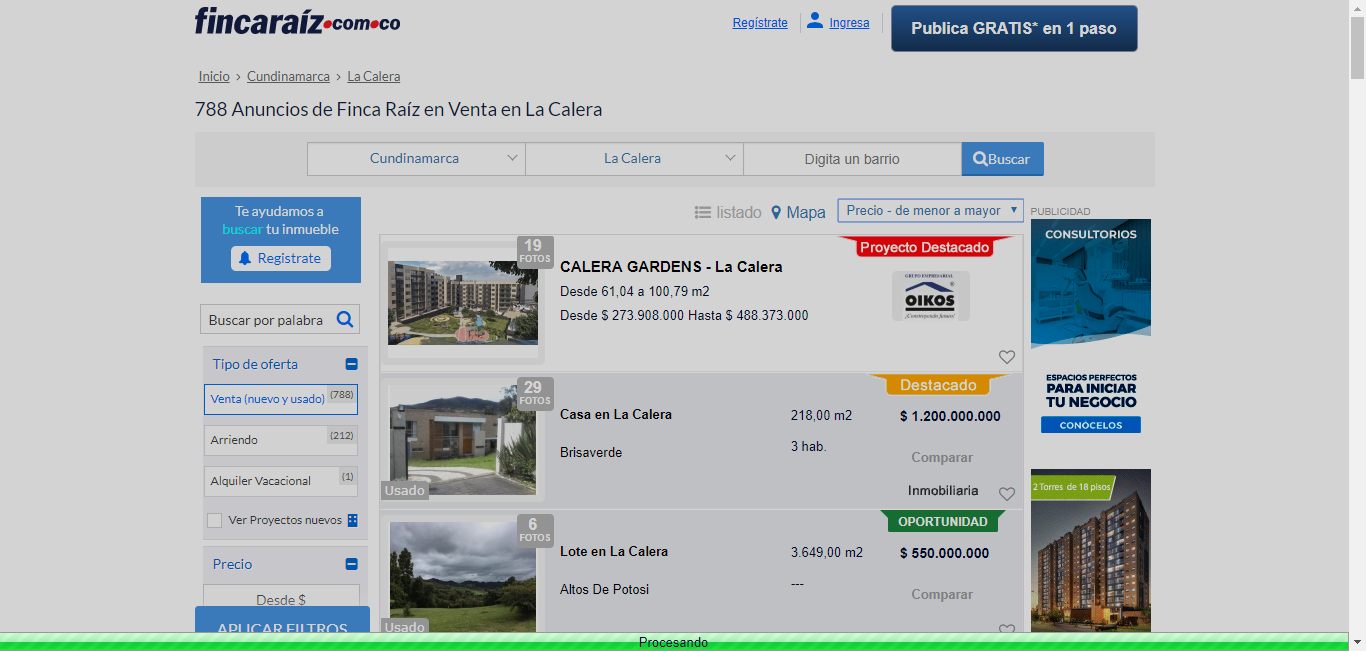 fincaraíz.com.co
Regístrate
Ingresa
Publica GRATIS* en 1 paso
Inicio › Cundinamarca › La Calera
788 Anuncios de Finca Raíz en Venta en La Calera
Cundinamarca
La Calera
Digita un barrio
Buscar
Te ayudamos a
buscar tu inmueble
Registrate
Buscar por palabra
Tipo de oferta
Venta (nuevo y usado) (788)
Arriendo (212)
Alquiler Vacacional (1)
Ver Proyectos nuevos
Precio
Desde $
APLICAR FILTROS
listado
Mapa
Precio - de menor a mayor
19
FOTOS
CALERA GARDENS - La Calera
Desde 61,04 a 100,79 m2
Desde $ 273.908.000 Hasta $ 488.373.000
Proyecto Destacado
GRUPO EMPRESARIAL
OIKOS
¡Construyendo futuro!
29
FOTOS
Usado
Casa en La Calera
Brisaverde
218,00 m2
3 hab.
Destacado
$ 1.200.000.000
Comparar
Inmobiliaria
6
FOTOS
Usado
Lote en La Calera
Altos De Potosi
3.649,00 m2
---
OPORTUNIDAD
$ 550.000.000
Comparar
PUBLICIDAD
CONSULTORIOS
ESPACIOS PERFECTOS
PARA INICIAR
TU NEGOCIO
CONÓCELOS
2 Torres de 18 pisos
Procesando